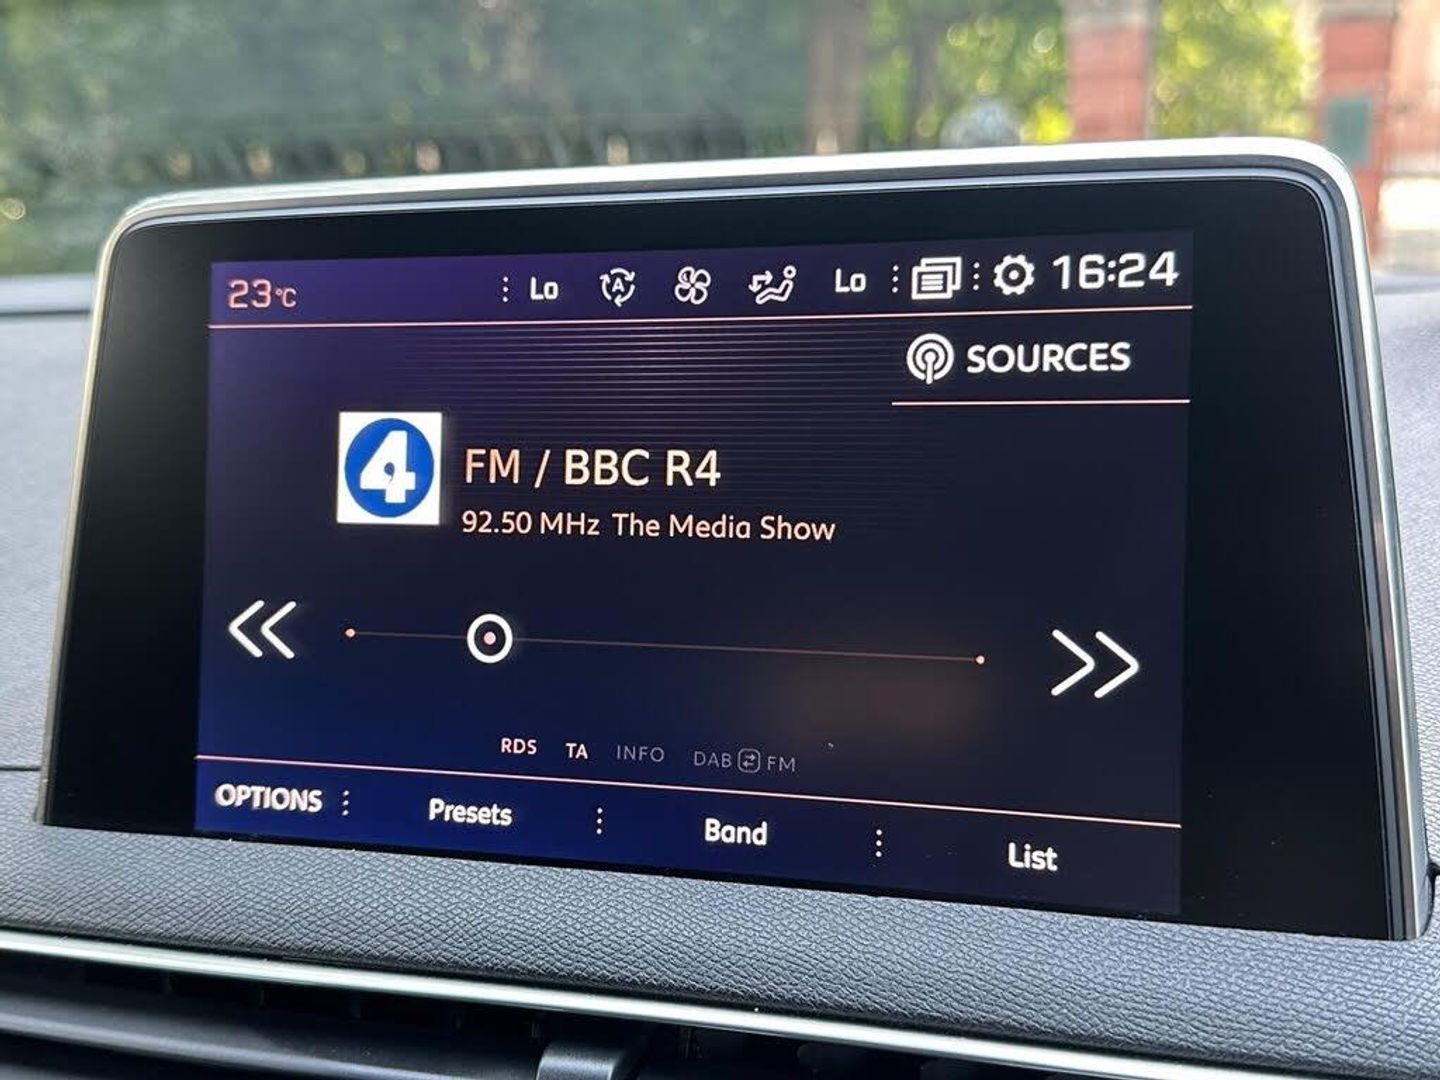 23°C Lo A Lo 16:24
SOURCES
4
FM / BBC R4
92.50 MHz The Media Show
RDS TA INFO DAB FM
OPTIONS Presets Band List